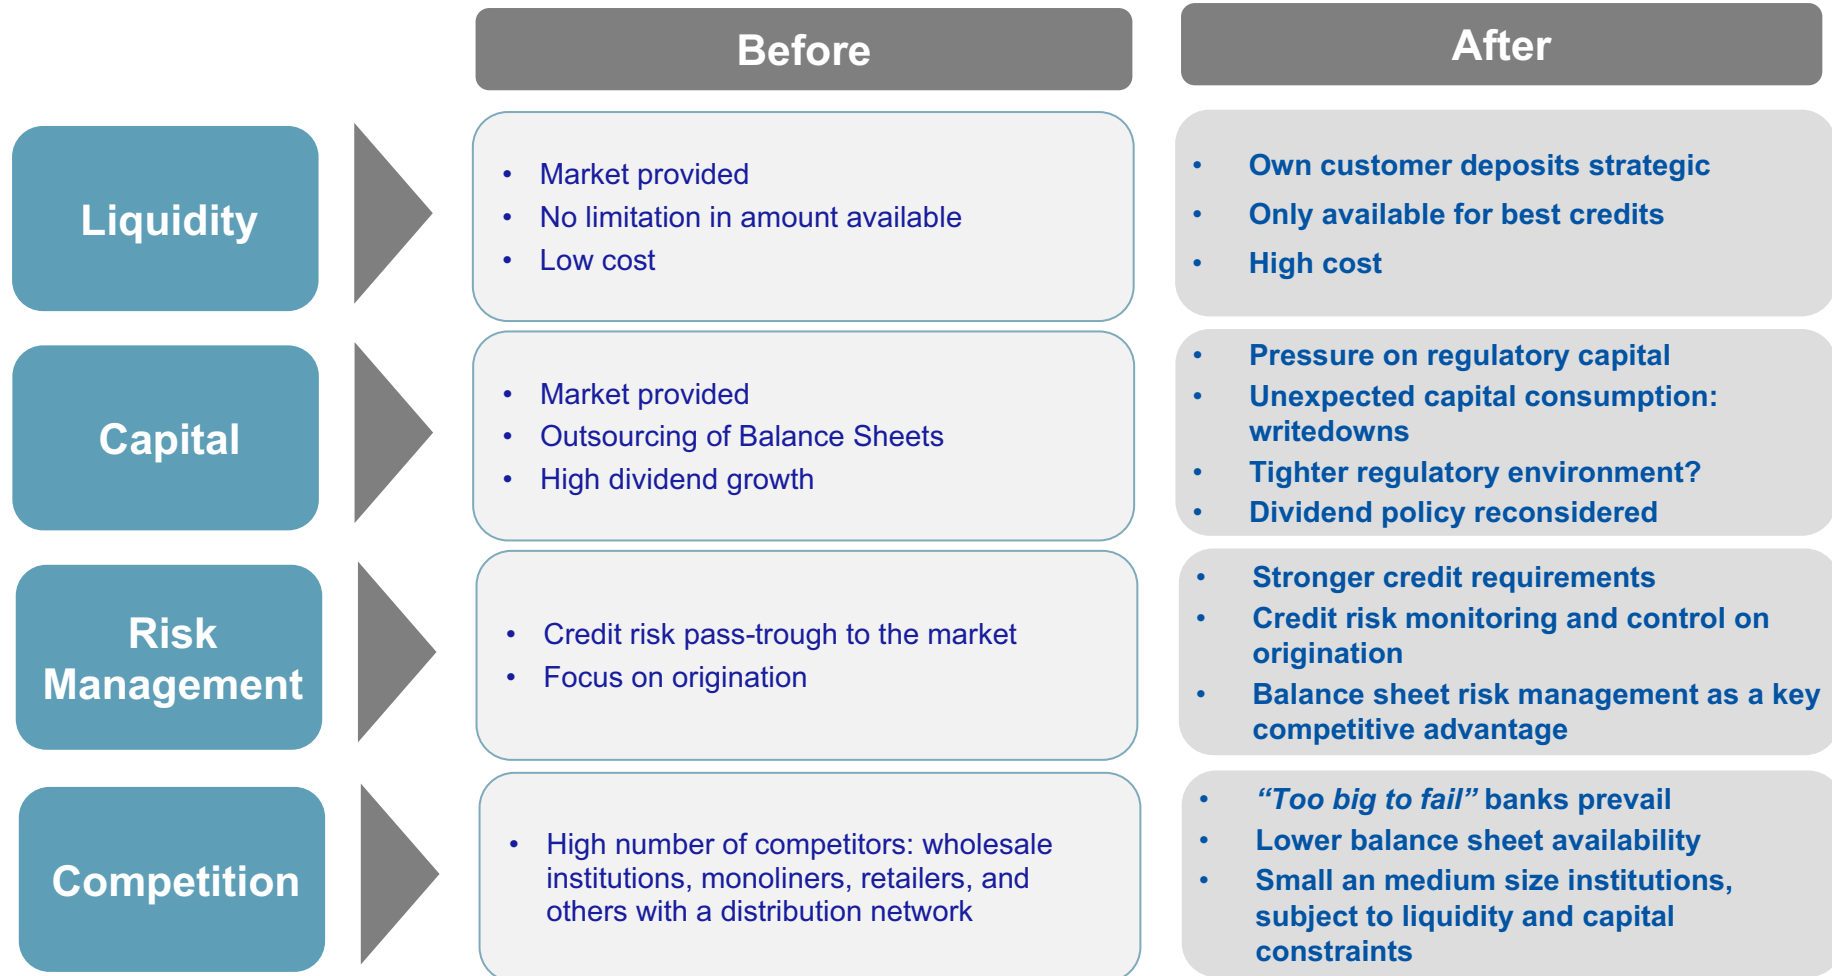 Before
After
Liquidity
• Market provided
• No limitation in amount available
• Low cost
• Own customer deposits strategic
• Only available for best credits
• High cost
Capital
• Market provided
• Outsourcing of Balance Sheets
• High dividend growth
• Pressure on regulatory capital
• Unexpected capital consumption:
writedowns
• Tighter regulatory environment?
• Dividend policy reconsidered
Risk
Management
• Credit risk pass-trough to the market
• Focus on origination
• Stronger credit requirements
• Credit risk monitoring and control on
origination
• Balance sheet risk management as a key
competitive advantage
Competition
• High number of competitors: wholesale
institutions, monoliners, retailers, and
others with a distribution network
• “Too big to fail” banks prevail
• Lower balance sheet availability
• Small an medium size institutions,
subject to liquidity and capital
constraints